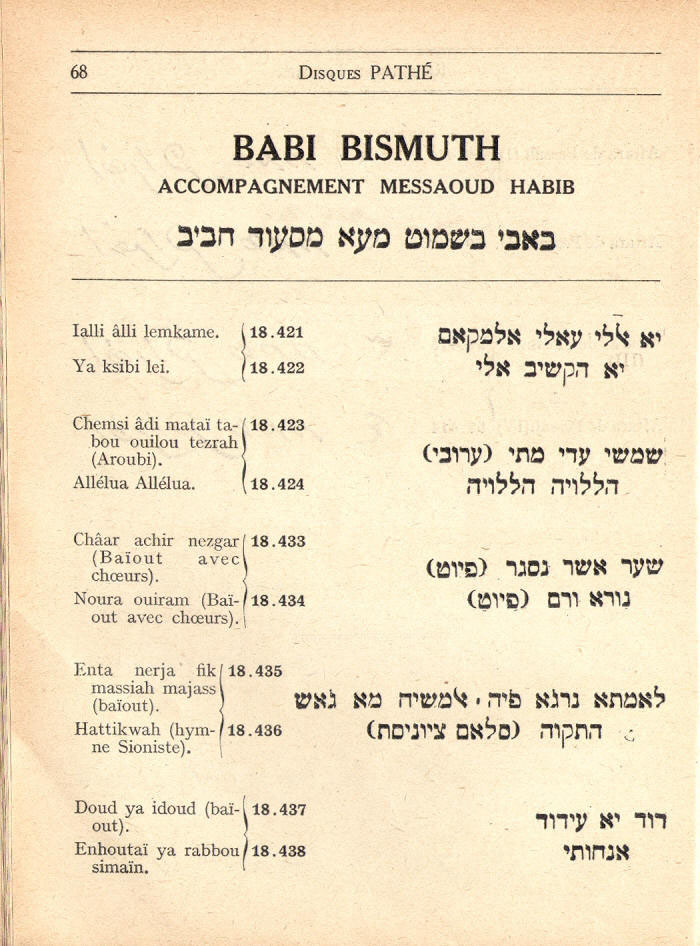 68 DISQUES PATHÉ
BABI BISMUTH
ACCOMPAGNEMENT MESSAOUD HABIB
באבי בשמוט מעא מסעוד חביב
Ialli âlli lemkame. 18.421 יא אלי עאלי אלמקאם
Ya ksibi lei. 18.422 יא הקשיב אלי
Chemsi âdi mataï ta- 18.423
bou ouilou tezrah
(Aroubi). שמשי עדי מתי (ערובי)
Allélua Allélua. 18.424 הללויה הללויה
Châar achir nezgar 18.433
(Baïout avec
chœurs). שער אשר נסגר (פיוט)
Noura ouiram (Baï- 18.434 נורא ורם (פיוט)
out avec chœurs).
Enta nerja fik 18.435
massiah majass
(baïout). לאמתא נרגא פיה אמשיה מא גאש
Hattikwah (hym- 18.436 התקוה (סלאם ציוניסת)
ne Sioniste).
Doud ya idoud (baï- 18.437 דוד יא עידוד
out).
Enhoutaï ya rabbou 18.438 אנחותי
simaïn.